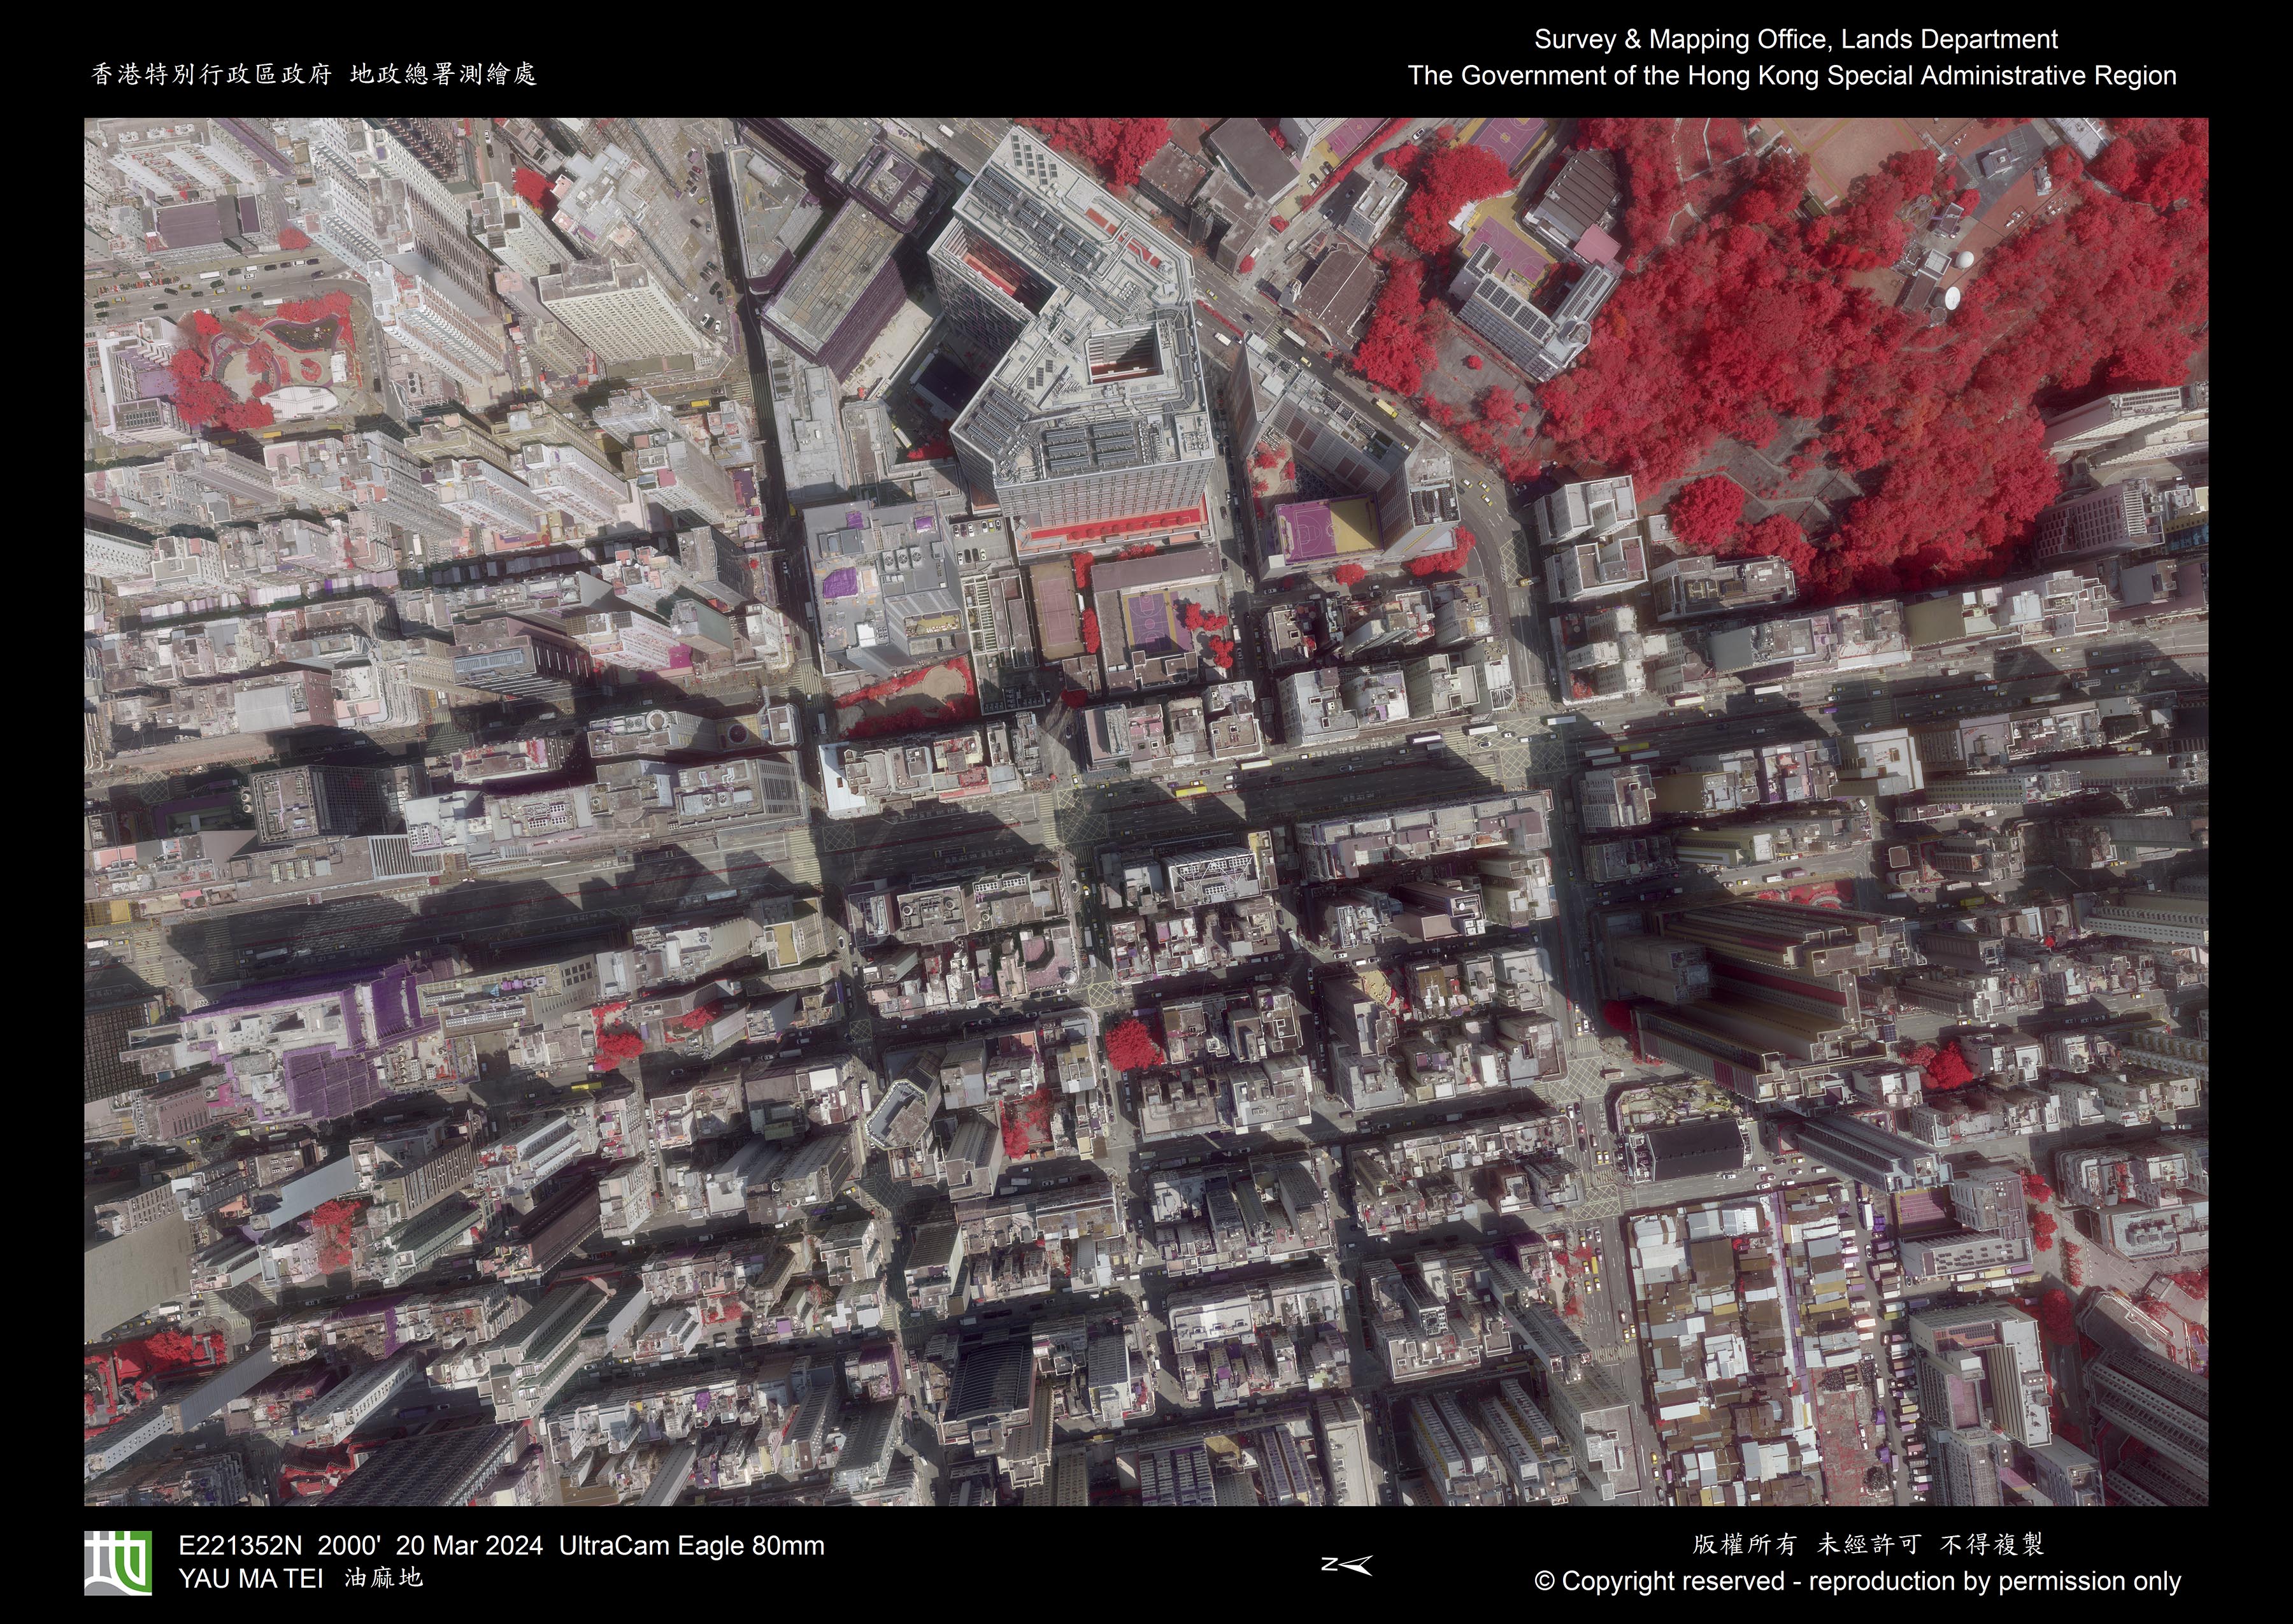 香港特別行政區政府 地政總署測繪處
Survey & Mapping Office, Lands Department
The Government of the Hong Kong Special Administrative Region
E221352N 2000' 20 Mar 2024 UltraCam Eagle 80mm
YAU MA TEI 油麻地
N
版權所有 未經許可 不得複製
© Copyright reserved - reproduction by permission only